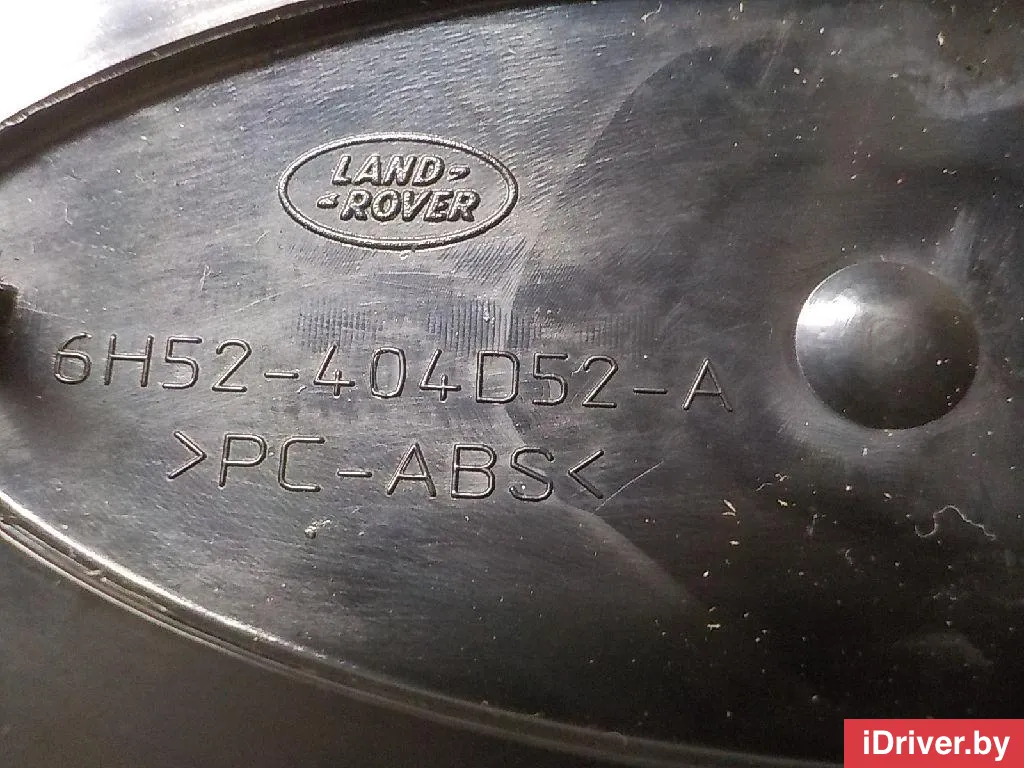 LAND-
-ROVER
6H52-404D52-A
>PC-ABS<
iDriver.by